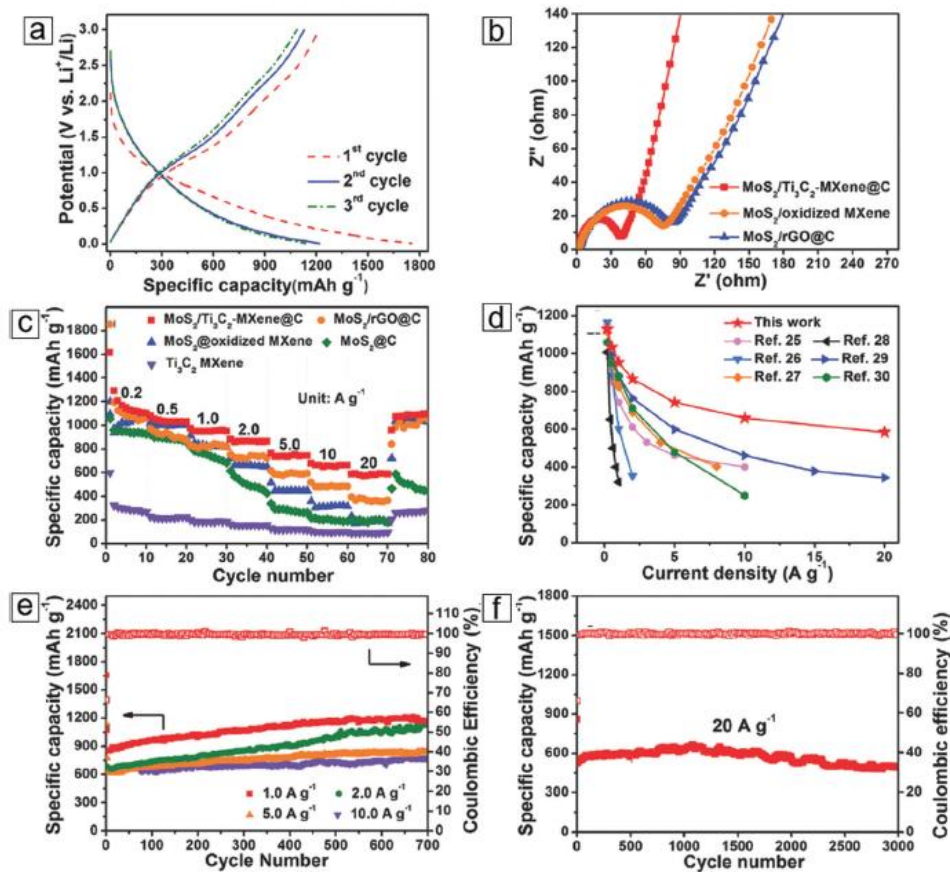 a
Potential (V vs. Li⁺/Li)
3.0
2.5
2.0
1.5
1.0
0.5
0.0
1ˢᵗ cycle
2ⁿᵈ cycle
3ʳᵈ cycle
0 300 600 900 1200 1500 1800
Specific capacity(mAh g⁻¹)
b
Z'' (ohm)
140
120
100
80
60
40
20
0
MoS₂/Ti₃C₂-MXene@C
MoS₂/oxidized MXene
MoS₂/rGO@C
0 30 60 90 120 150 180 210 240 270
Z' (ohm)
c
Specific capacity (mAh g⁻¹)
1800
1600
1400
1200
1000
800
600
400
200
0
MoS₂/Ti₃C₂-MXene@C MoS₂/rGO@C
MoS₂@oxidized MXene MoS₂@C
Ti₃C₂ MXene
Unit: A g⁻¹
0.2
0.5
1.0
2.0
5.0
10
20
0 10 20 30 40 50 60 70 80
Cycle number
d
Specific capacity (mAh g⁻¹)
1200
1000
800
600
400
200
0
This work
Ref. 25 Ref. 28
Ref. 26 Ref. 29
Ref. 27 Ref. 30
0 5 10 15 20
Current density (A g⁻¹)
e
Specific capacity (mAh g⁻¹)
2400
2100
1800
1500
1200
900
600
300
0
1.0 A g⁻¹ 2.0 A g⁻¹
5.0 A g⁻¹ 10.0 A g⁻¹
110
100
90
80
70
60
50
40
30
20
10
0
Coulombic Efficiency (%)
0 100 200 300 400 500 600 700
Cycle Number
f
Specific capacity (mAh g⁻¹)
1800
1500
1200
900
600
300
0
20 A g⁻¹
100
80
60
40
20
0
Coulombic efficiency (%)
0 500 1000 1500 2000 2500 3000
Cycle number